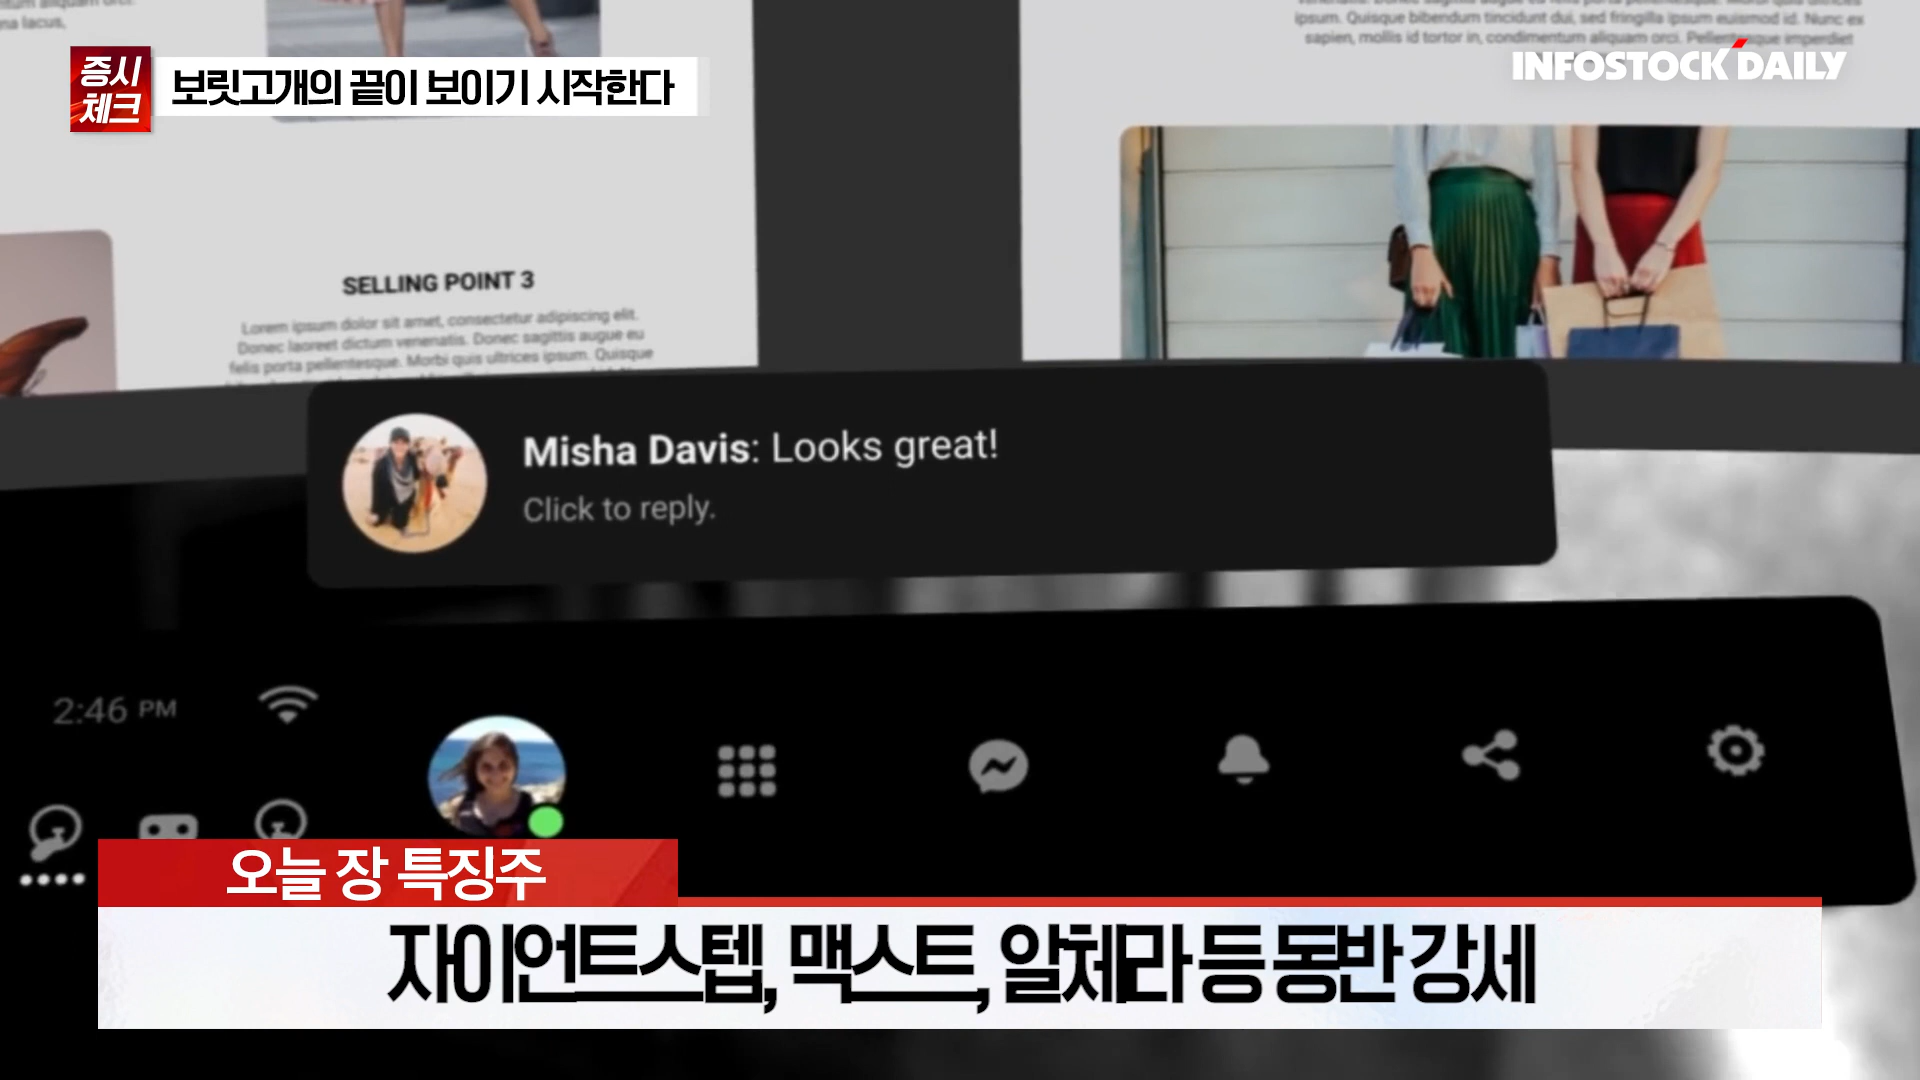 na lacus,
ipsum. Quisque bibendum tincidunt dui, sed fringilla ipsum euismod id. Nunc ex
sapien, mollis id tortor in, condimentum aliquam orci. Pellentesque imperdiet
INFOSTOCK DAILY
증시
체크
보릿고개의 끝이 보이기 시작한다
SELLING POINT 3
Lorem ipsum dolor sit amet, consectetur adipiscing elit.
Donec laoreet dictum venenatis. Donec sagittis augue eu
felis porta pellentesque. Morbi quis ultrices ipsum. Quisque
Misha Davis: Looks great!
Click to reply.
2:46 PM
오늘 장 특징주
자이언트스텝, 맥스트, 알체라 등 동반 강세